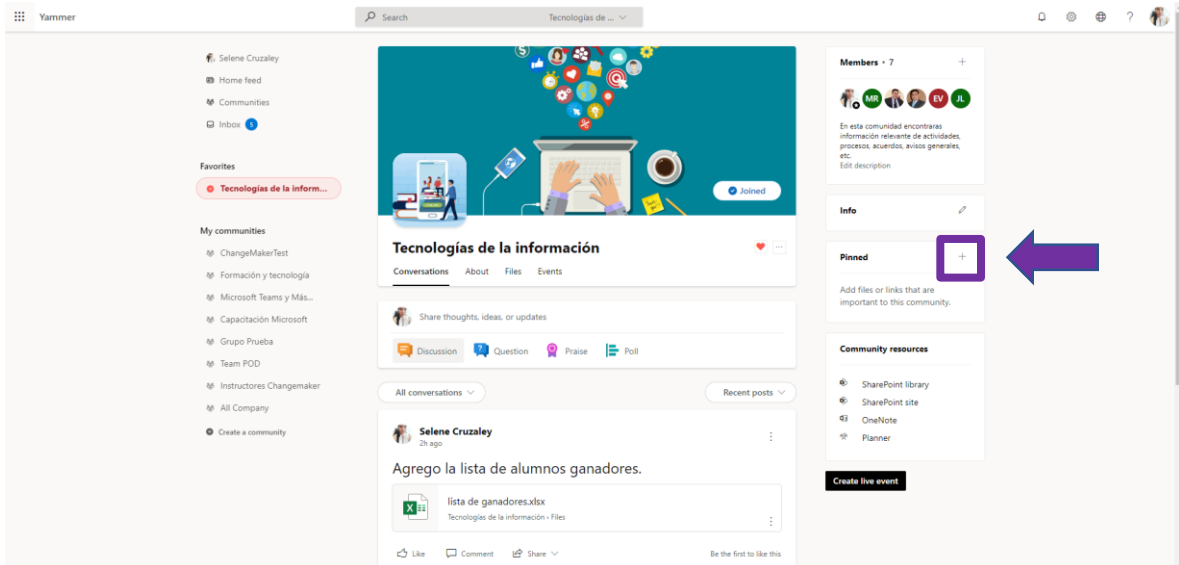 Yammer
Search
Tecnologías de ...
?
Selene Cruzaley
Home feed
Communities
Inbox 5
Favorites
Tecnologías de la inform...
My communities
ChangeMakerTest
Formación y tecnología
Microsoft Teams y Más...
Capacitación Microsoft
Grupo Prueba
Team POD
Instructores Changemaker
All Company
Create a community
Joined
Tecnologías de la información
Conversations About Files Events
Share thoughts, ideas, or updates
Discussion Question Praise Poll
All conversations
Recent posts
Selene Cruzaley
2h ago
Agrego la lista de alumnos ganadores.
lista de ganadores.xlsx
Tecnologías de la información › Files
Like Comment Share
Be the first to like this
Members • 7
MR EV JL
En esta comunidad encontraras
información relevante de actividades,
procesos, acuerdos, avisos generales,
etc.
Edit description
Info
Pinned
Add files or links that are
important to this community.
Community resources
SharePoint library
SharePoint site
OneNote
Planner
Create live event